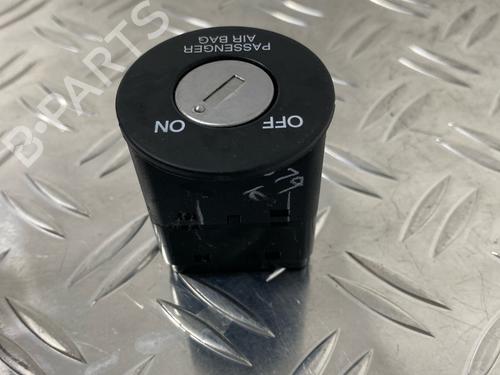 PASSENGER
AIR BAG
OFF
ON
B-PARTS